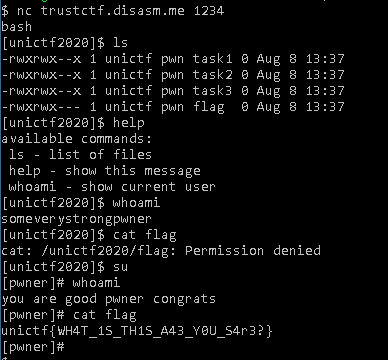 $ nc trustctf.disasm.me 1234
bash
[unictf2020]$ ls
-rwxrwx--x 1 unictf pwn task1 0 Aug 8 13:37
-rwxrwx--x 1 unictf pwn task2 0 Aug 8 13:37
-rwxrwx--x 1 unictf pwn task3 0 Aug 8 13:37
-rwxrwx--- 1 unictf pwn flag  0 Aug 8 13:37
[unictf2020]$ help
available commands:
 ls - list of files
 help - show this message
 whoami - show current user
[unictf2020]$ whoami
someverystrongpwner
[unictf2020]$ cat flag
cat: /unictf2020/flag: Permission denied
[unictf2020]$ su
[pwner]# whoami
you are good pwner congrats
[pwner]# cat flag
unictf{WH4T_1S_TH1S_A43_Y0U_S4r3?}
[pwner]#